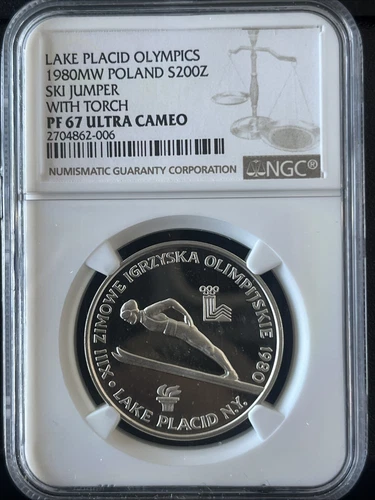 LAKE PLACID OLYMPICS
1980MW POLAND S200Z
SKI JUMPER
WITH TORCH
PF 67 ULTRA CAMEO
2704862-006
NUMISMATIC GUARANTY CORPORATION
NGC®
XIII ZIMOWE IGRZYSKA OLIMPIJSKIE 1980
• LAKE PLACID N.Y. •